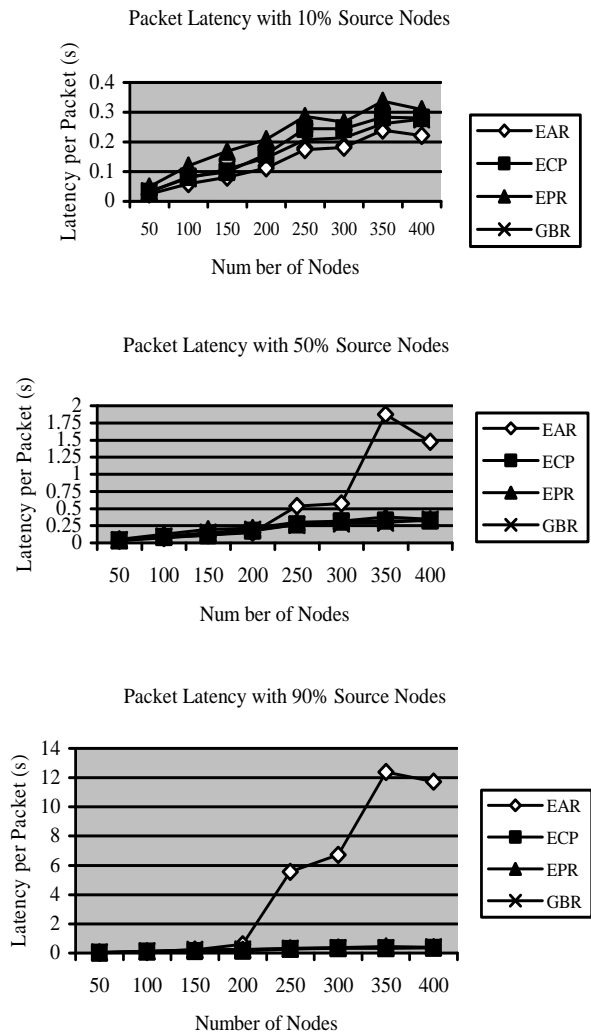 Packet Latency with 10% Source Nodes
Latency per Packet (s)
0.4
0.3
0.2
0.1
0
50 100 150 200 250 300 350 400
Num ber of Nodes
EAR
ECP
EPR
GBR
Packet Latency with 50% Source Nodes
Latency per Packet (s)
2
1.75
1.5
1.25
1
0.75
0.5
0.25
0
50 100 150 200 250 300 350 400
Num ber of Nodes
EAR
ECP
EPR
GBR
Packet Latency with 90% Source Nodes
Latency per Packet (s)
14
12
10
8
6
4
2
0
50 100 150 200 250 300 350 400
Number of Nodes
EAR
ECP
EPR
GBR